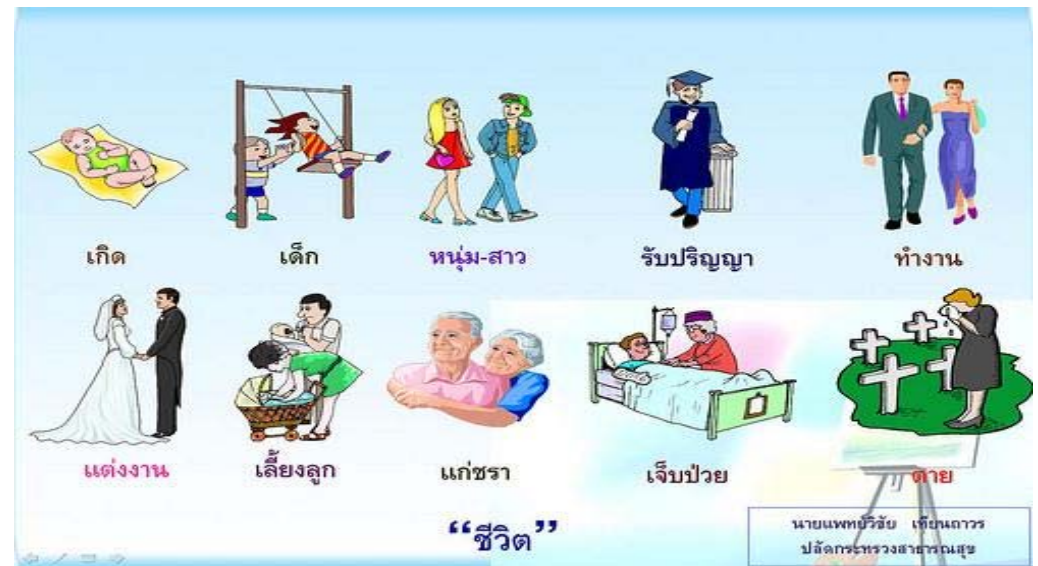 เกิด เด็ก หนุ่ม-สาว รับปริญญา ทำงาน
แต่งงาน เลี้ยงลูก แก่ชรา เจ็บป่วย ตาย
“ชีวิต”
นายแพทย์วิชัย เทียนถาวร
ปลัดกระทรวงสาธารณสุข